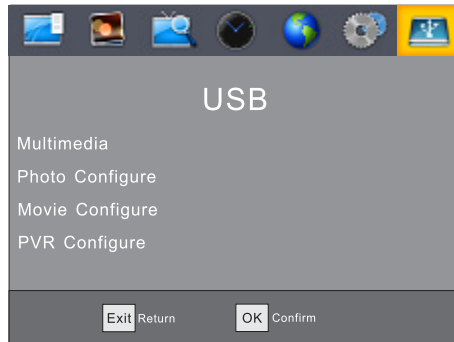 USB
Multimedia
Photo Configure
Movie Configure
PVR Configure
Exit Return OK Confirm